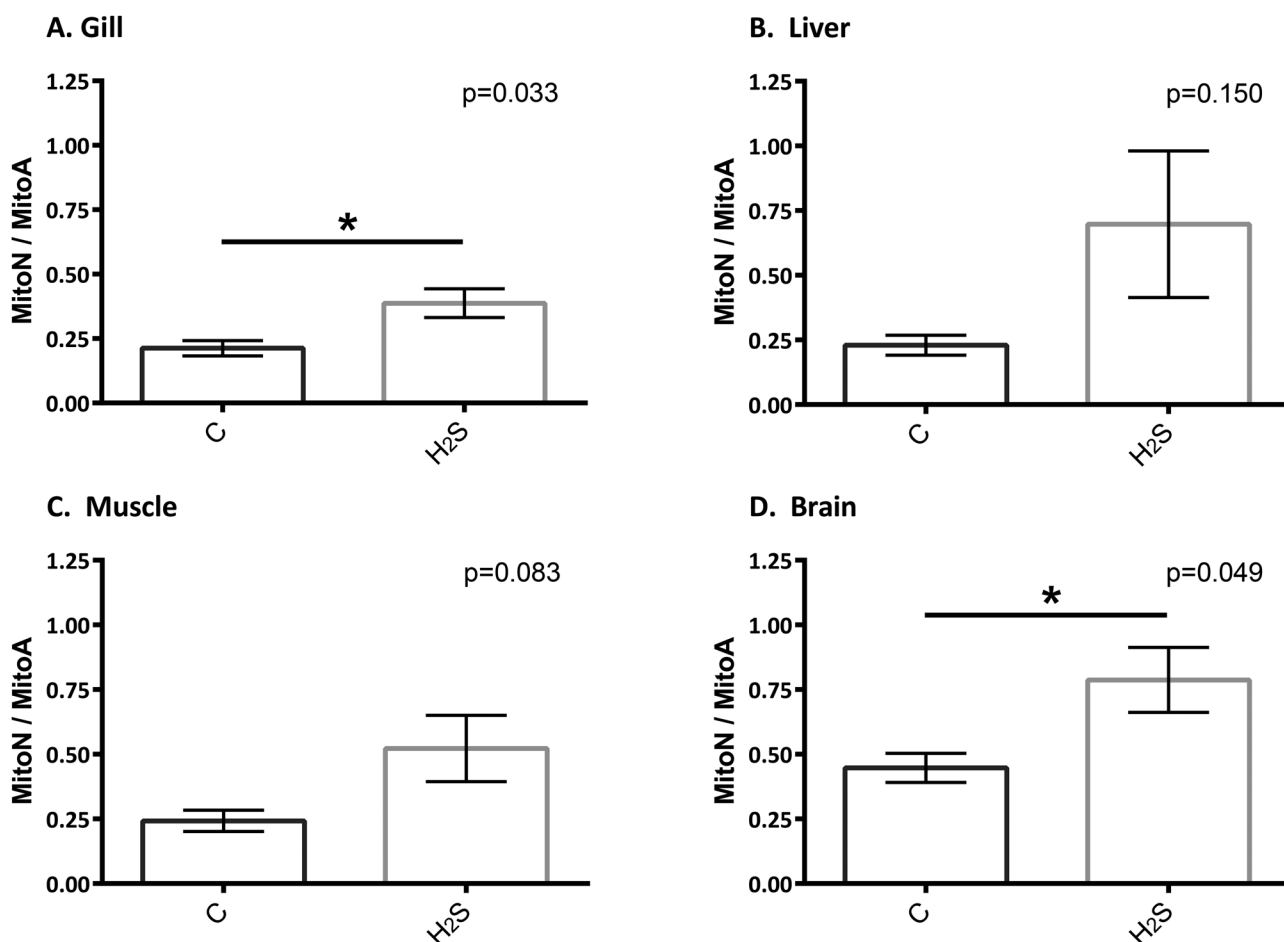 A. Gill
p=0.033
MitoN / MitoA
1.25
1.00
0.75
0.50
0.25
0.00
*
C
H2S
B. Liver
p=0.150
MitoN / MitoA
1.25
1.00
0.75
0.50
0.25
0.00
C
H2S
C. Muscle
p=0.083
MitoN / MitoA
1.25
1.00
0.75
0.50
0.25
0.00
C
H2S
D. Brain
p=0.049
MitoN / MitoA
1.25
1.00
0.75
0.50
0.25
0.00
*
C
H2S